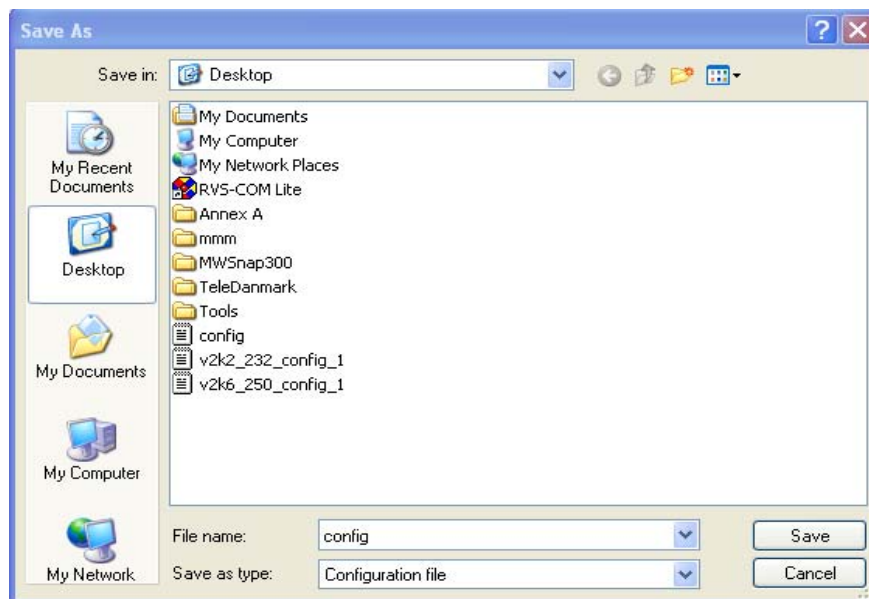 Save As
Save in:
Desktop
My Recent
Documents
Desktop
My Documents
My Computer
My Network
My Documents
My Computer
My Network Places
RVS-COM Lite
Annex A
mmm
MWSnap300
TeleDanmark
Tools
config
v2k2_232_config_1
v2k6_250_config_1
File name:
config
Save
Save as type:
Configuration file
Cancel